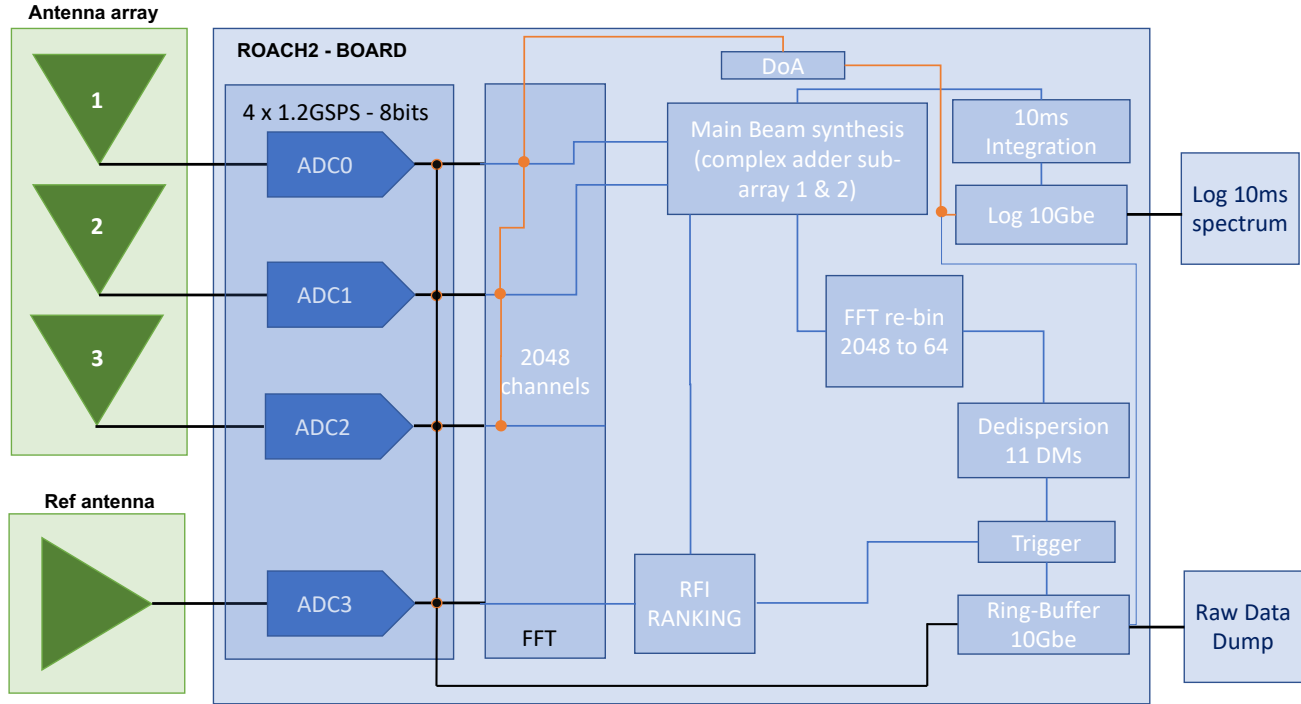 Antenna array
1
2
3
Ref antenna
ROACH2 - BOARD
4 x 1.2GSPS - 8bits
ADC0
ADC1
ADC2
ADC3
2048
channels
FFT
DoA
Main Beam synthesis
(complex adder sub-
array 1 & 2)
10ms
Integration
Log 10Gbe
Log 10ms
spectrum
FFT re-bin
2048 to 64
Dedispersion
11 DMs
Trigger
RFI
RANKING
Ring-Buffer
10Gbe
Raw Data
Dump